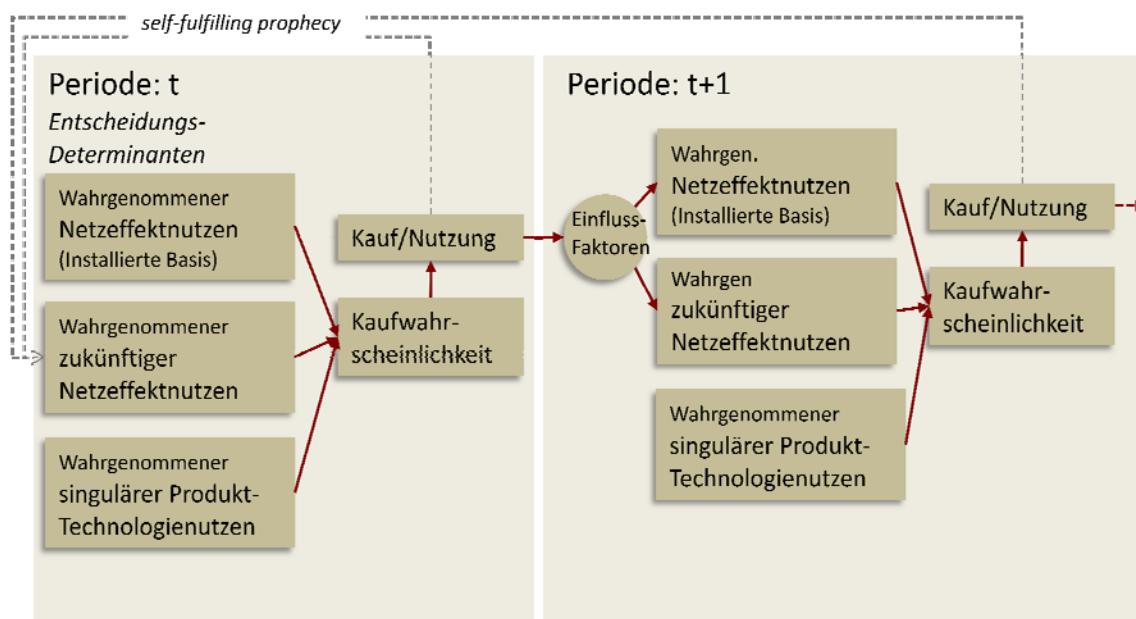 self-fulfilling prophecy
Periode: t
Entscheidungs-
Determinanten
Wahrgenommener
Netzeffektnutzen
(Installierte Basis)
Wahrgenommener
zukünftiger
Netzeffektnutzen
Wahrgenommener
singulärer Produkt-
Technologienutzen
Kauf/Nutzung
Kaufwahr-
scheinlichkeit
Periode: t+1
Einfluss-
Faktoren
Wahrgen.
Netzeffektnutzen
(Installierte Basis)
Wahrgen
zukünftiger
Netzeffektnutzen
Wahrgenommener
singulärer Produkt-
Technologienutzen
Kauf/Nutzung
Kaufwahr-
scheinlichkeit